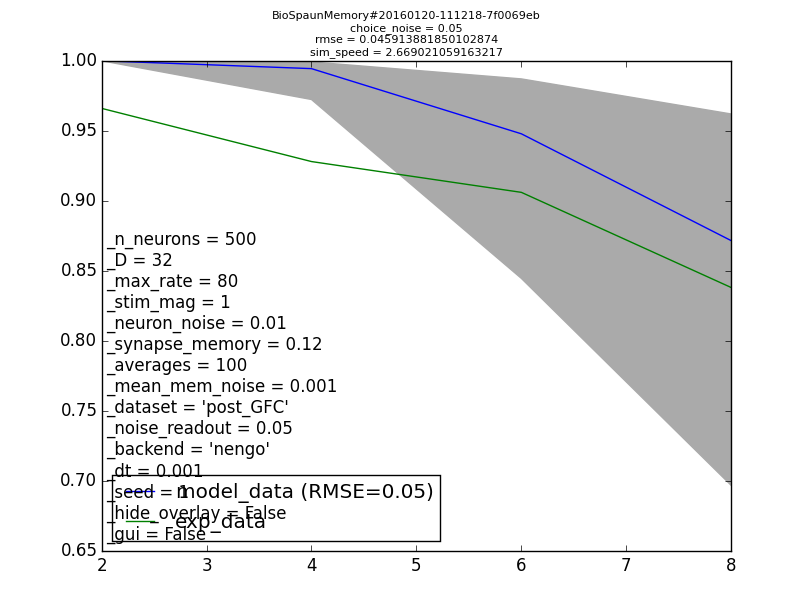 BioSpaunMemory#20160120-111218-7f0069eb
choice_noise = 0.05
rmse = 0.045913881850102874
sim_speed = 2.669021059163217
1.00
0.95
0.90
0.85
0.80
0.75
0.70
0.65
_n_neurons = 500
_D = 32
_max_rate = 80
_stim_mag = 1
_neuron_noise = 0.01
_synapse_memory = 0.12
_averages = 100
_mean_mem_noise = 0.001
_dataset = 'post_GFC'
_noise_readout = 0.05
_backend = 'nengo'
_dt = 0.001
_seed = 1
_hide_overlay = False
_gui = False
model_data (RMSE=0.05)
exp_data
2 3 4 5 6 7 8